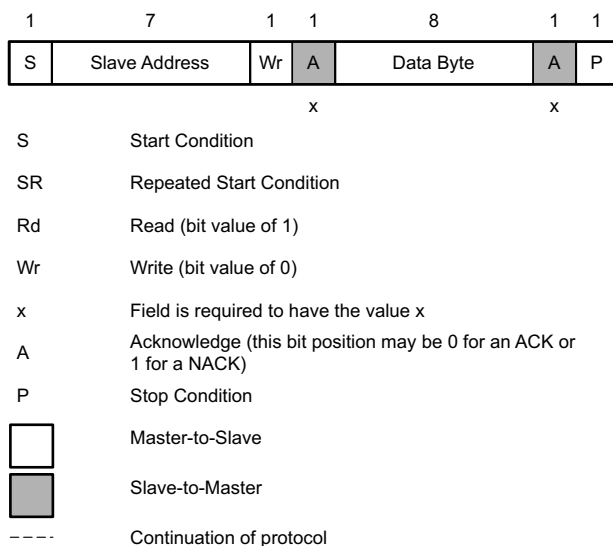 1 7 1 1 8 1 1
S Slave Address Wr A Data Byte A P
x x
S Start Condition
SR Repeated Start Condition
Rd Read (bit value of 1)
Wr Write (bit value of 0)
x Field is required to have the value x
A Acknowledge (this bit position may be 0 for an ACK or
1 for a NACK)
P Stop Condition
Master-to-Slave
Slave-to-Master
Continuation of protocol